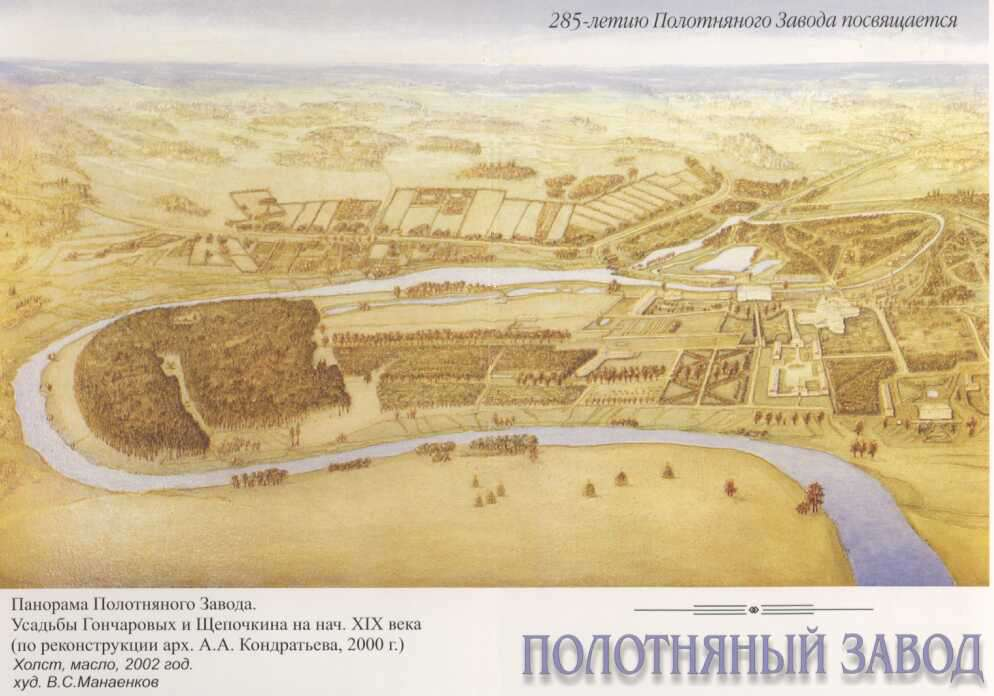 285-летию Полотняного Завода посвящается
Панорама Полотняного Завода.
Усадьбы Гончаровых и Щепочкина на нач. XIX века
(по реконструкции арх. А.А. Кондратьева, 2000 г.)
Холст, масло, 2002 год.
худ. В.С.Манаенков
ПОЛОТНЯНЫЙ ЗАВОД